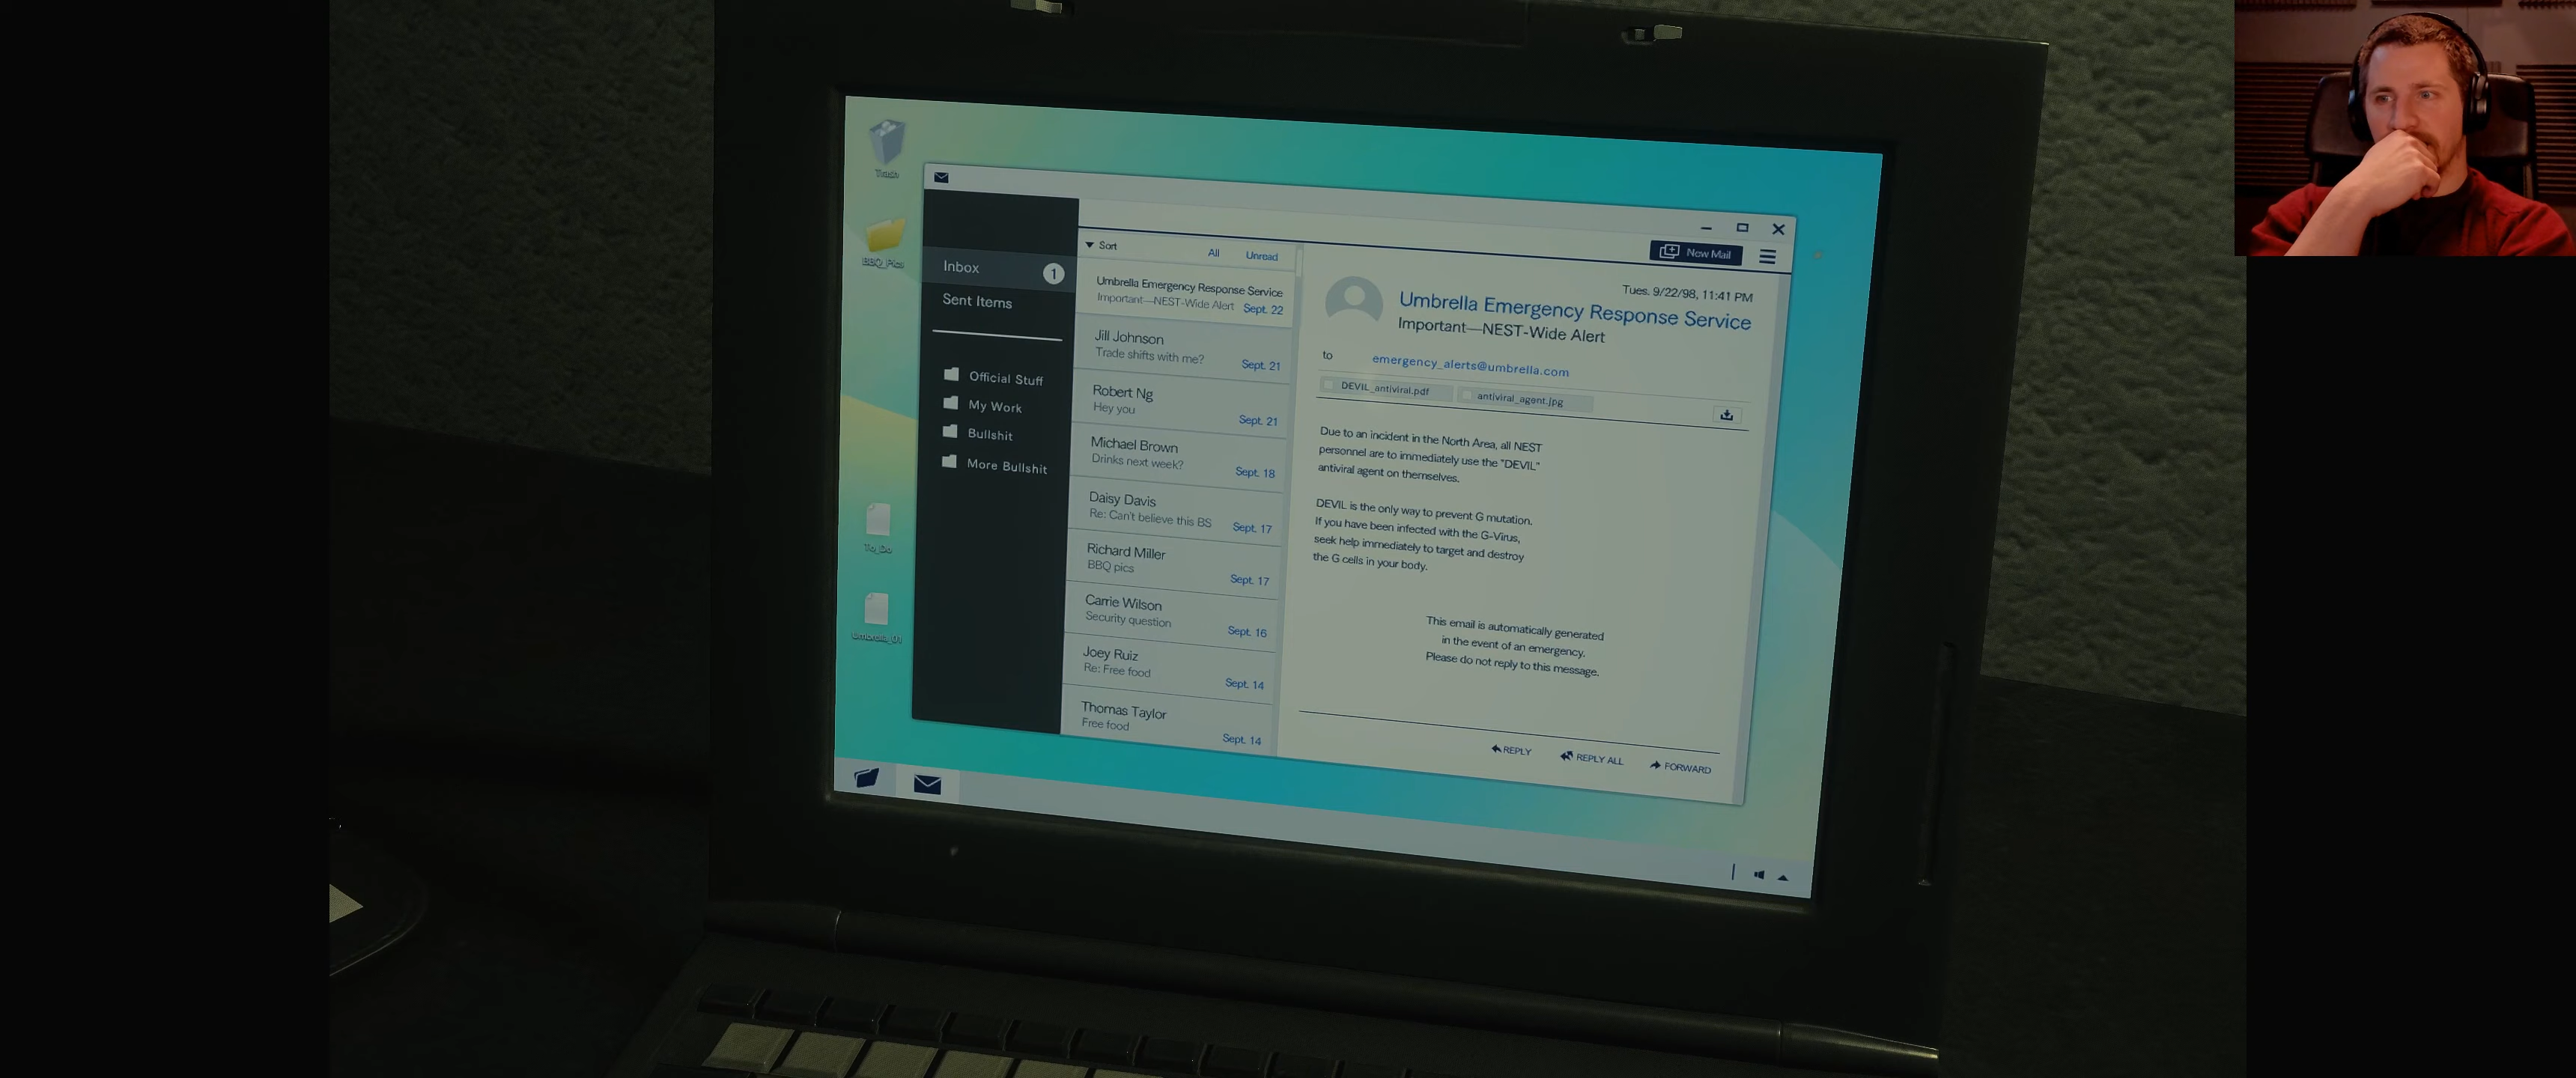 Trash
BBQ_Pics
To_Do
Umbrella_01
Inbox
1
Sent Items
Official Stuff
My Work
Bullshit
More Bullshit
Sort
All
Unread
Umbrella Emergency Response Service
Important—NEST-Wide Alert
Sept. 22
Jill Johnson
Trade shifts with me?
Sept. 21
Robert Ng
Hey you
Sept. 21
Michael Brown
Drinks next week?
Sept. 18
Daisy Davis
Re: Can't believe this BS
Sept. 17
Richard Miller
BBQ pics
Sept. 17
Carrie Wilson
Security question
Sept. 16
Joey Ruiz
Re: Free food
Sept. 14
Thomas Taylor
Free food
Sept. 14
New Mail
Tues. 9/22/98, 11:41 PM
Umbrella Emergency Response Service
Important—NEST-Wide Alert
to emergency_alerts@umbrella.com
DEVIL_antiviral.pdf
antiviral_agent.jpg
Due to an incident in the North Area, all NEST
personnel are to immediately use the "DEVIL"
antiviral agent on themselves.
DEVIL is the only way to prevent G mutation.
If you have been infected with the G-Virus,
seek help immediately to target and destroy
the G cells in your body.
This email is automatically generated
in the event of an emergency.
Please do not reply to this message.
REPLY
REPLY ALL
FORWARD